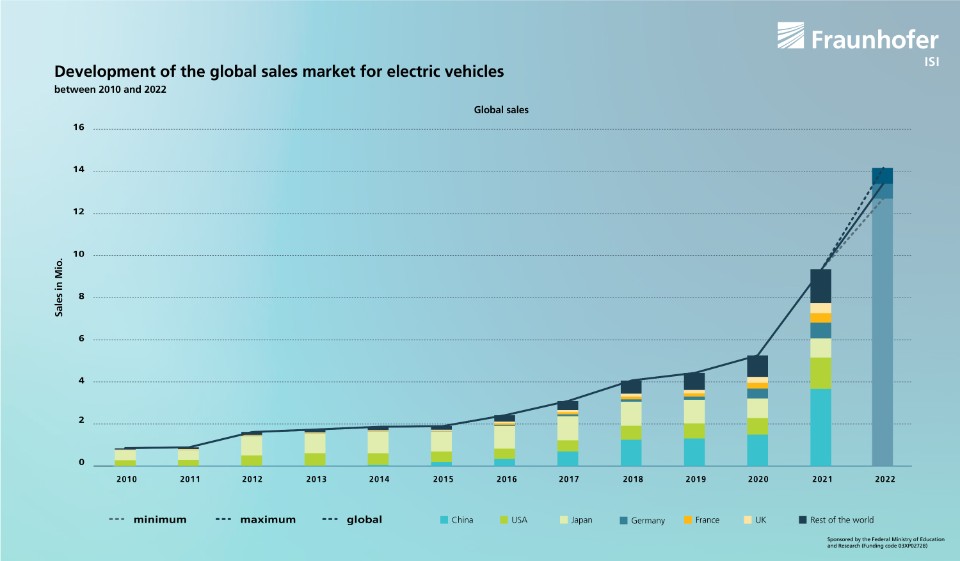 Fraunhofer
ISI
Development of the global sales market for electric vehicles
between 2010 and 2022
Global sales
Sales in Mio.
16
14
12
10
8
6
4
2
0
2010 2011 2012 2013 2014 2015 2016 2017 2018 2019 2020 2021 2022
minimum maximum global China USA Japan Germany France UK Rest of the world
Sponsored by the Federal Ministry of Education
and Research (funding code 03XP0272B)